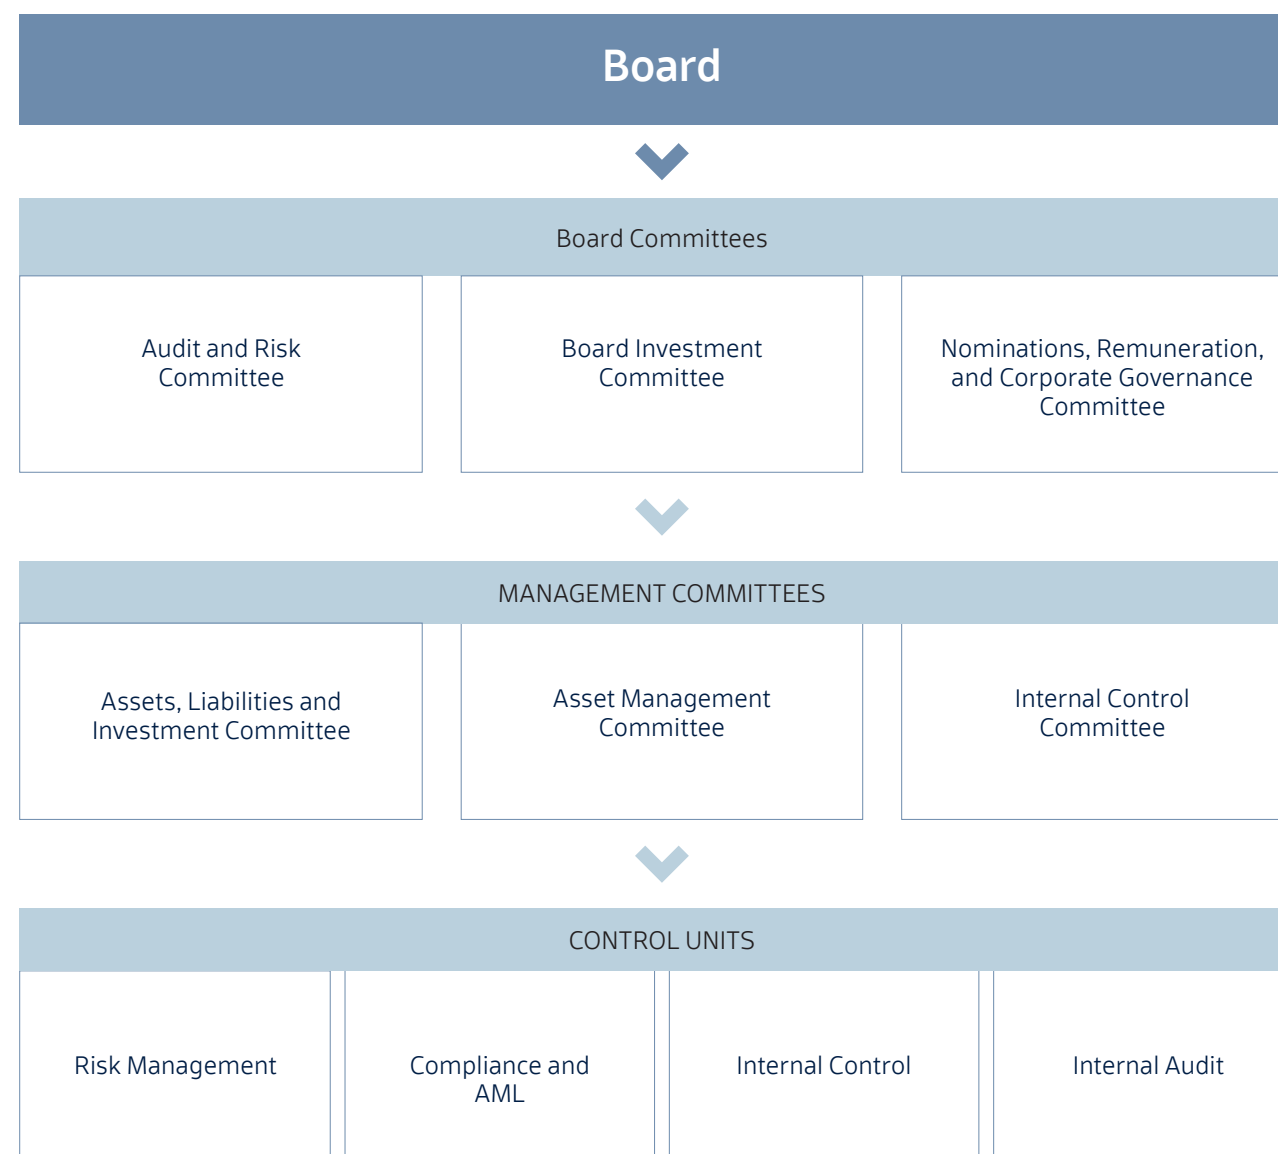 Board
Board Committees
Audit and Risk
Committee
Board Investment
Committee
Nominations, Remuneration,
and Corporate Governance
Committee
MANAGEMENT COMMITTEES
Assets, Liabilities and
Investment Committee
Asset Management
Committee
Internal Control
Committee
CONTROL UNITS
Risk Management
Compliance and
AML
Internal Control
Internal Audit